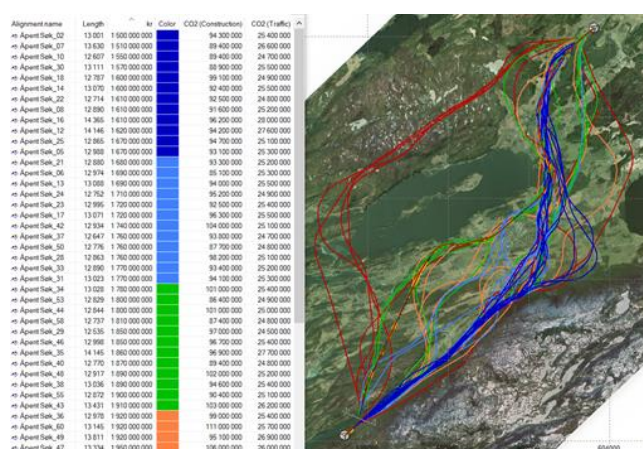 Alignment name Length kr Color CO2 (Construction) CO2 (Traffic)
Åpent Søk_02 13 001 1 500 000 000 94 300 000 25 400 000
Åpent Søk_07 13 630 1 510 000 000 89 400 000 26 600 000
Åpent Søk_10 12 607 1 550 000 000 89 400 000 24 700 000
Åpent Søk_30 13 111 1 570 000 000 88 900 000 25 500 000
Åpent Søk_18 12 787 1 600 000 000 99 100 000 24 900 000
Åpent Søk_14 13 070 1 600 000 000 92 400 000 25 500 000
Åpent Søk_22 12 714 1 610 000 000 92 500 000 24 800 000
Åpent Søk_08 12 890 1 610 000 000 91 600 000 25 200 000
Åpent Søk_16 14 365 1 610 000 000 96 200 000 28 000 000
Åpent Søk_12 14 146 1 620 000 000 94 200 000 27 600 000
Åpent Søk_25 12 865 1 670 000 000 94 700 000 25 100 000
Åpent Søk_05 12 988 1 670 000 000 93 100 000 25 300 000
Åpent Søk_21 12 880 1 680 000 000 93 300 000 25 200 000
Åpent Søk_06 12 974 1 690 000 000 85 100 000 25 300 000
Åpent Søk_13 13 088 1 690 000 000 94 000 000 25 500 000
Åpent Søk_24 12 752 1 710 000 000 95 200 000 24 900 000
Åpent Søk_23 12 995 1 720 000 000 92 500 000 25 400 000
Åpent Søk_17 13 071 1 720 000 000 96 300 000 25 500 000
Åpent Søk_42 12 934 1 740 000 000 104 000 000 25 100 000
Åpent Søk_37 12 647 1 760 000 000 93 800 000 24 700 000
Åpent Søk_50 12 776 1 760 000 000 87 700 000 24 800 000
Åpent Søk_28 12 863 1 760 000 000 98 200 000 25 100 000
Åpent Søk_33 12 890 1 770 000 000 93 400 000 25 200 000
Åpent Søk_31 13 023 1 770 000 000 94 100 000 25 300 000
Åpent Søk_34 13 028 1 780 000 000 101 000 000 25 400 000
Åpent Søk_53 12 829 1 800 000 000 86 400 000 24 900 000
Åpent Søk_44 12 844 1 800 000 000 101 000 000 25 000 000
Åpent Søk_58 12 737 1 810 000 000 87 400 000 24 800 000
Åpent Søk_29 12 535 1 850 000 000 97 000 000 24 500 000
Åpent Søk_46 12 998 1 850 000 000 96 700 000 25 400 000
Åpent Søk_35 14 145 1 860 000 000 96 900 000 27 700 000
Åpent Søk_40 12 770 1 870 000 000 89 400 000 24 800 000
Åpent Søk_48 12 917 1 890 000 000 102 000 000 25 200 000
Åpent Søk_38 13 036 1 890 000 000 94 600 000 25 400 000
Åpent Søk_55 12 872 1 900 000 000 90 400 000 25 100 000
Åpent Søk_43 13 431 1 910 000 000 103 000 000 26 200 000
Åpent Søk_36 12 978 1 920 000 000 99 000 000 25 400 000
Åpent Søk_60 13 145 1 920 000 000 111 000 000 25 700 000
Åpent Søk_49 13 811 1 920 000 000 95 100 000 26 900 000
Åpent Søk_47 13 334 1 950 000 000 106 000 000 26 000 000